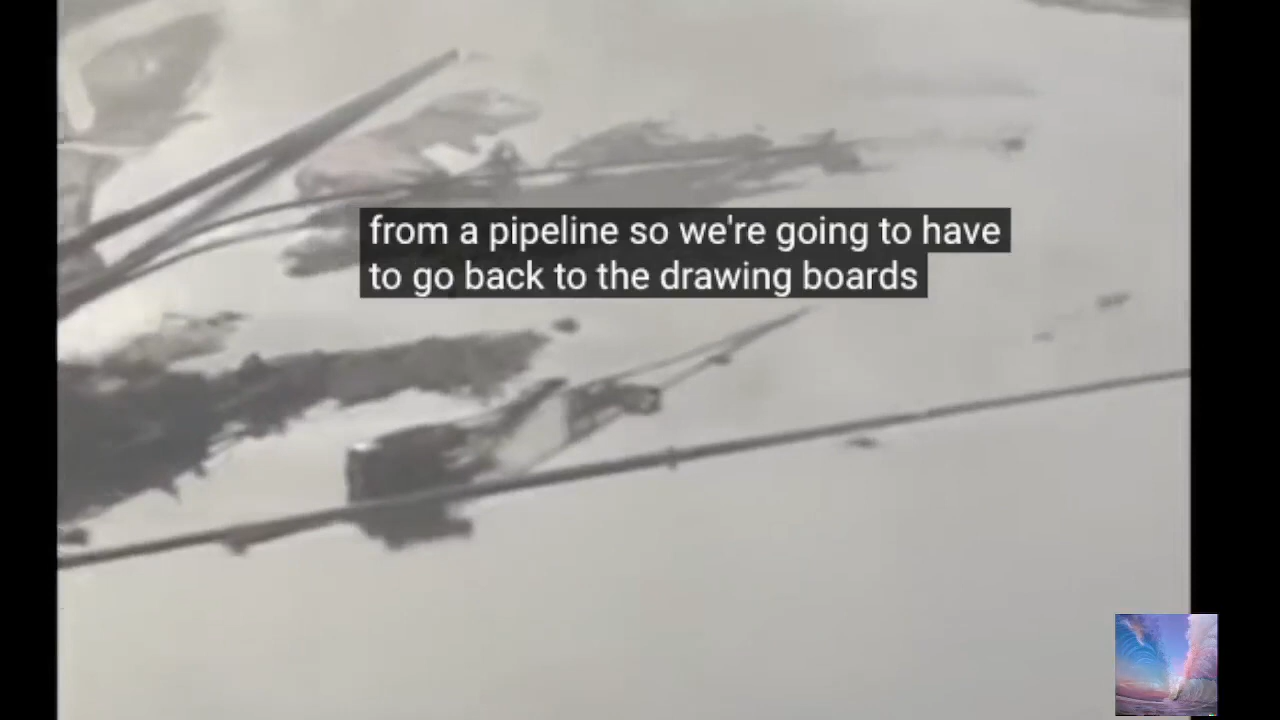 from a pipeline so we're going to have
to go back to the drawing boards